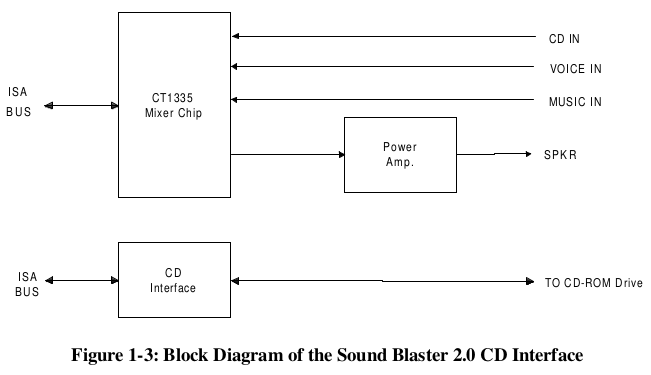 CD IN
ISA
BUS
CT1335
Mixer Chip
VOICE IN
MUSIC IN
Power
Amp.
SPKR
ISA
BUS
CD
Interface
TO CD-ROM Drive
Figure 1-3: Block Diagram of the Sound Blaster 2.0 CD Interface